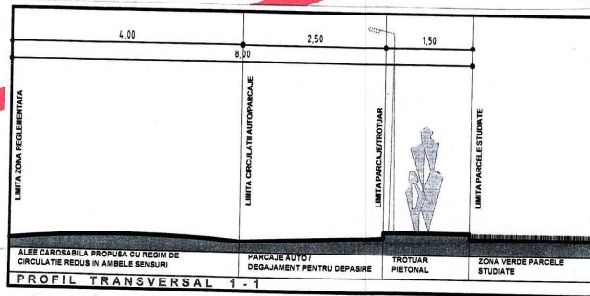 4.00
2,50
1,50
8,00
LIMITA ZONA REGLEMENTATA
LIMITA CIRCULATII AUTO/PARCAJE
LIMITA PARCAJE/TROTUAR
LIMITA PARCELE STUDIATE
ALEE CAROSABILA PROPUSA CU REGIM DE
CIRCULATIE REDUS IN AMBELE SENSURI
PARCAJE AUTO /
DEGAJAMENT PENTRU DEPASIRE
TROTUAR
PIETONAL
ZONA VERDE PARCELE
STUDIATE
PROFIL TRANSVERSAL 1 - 1